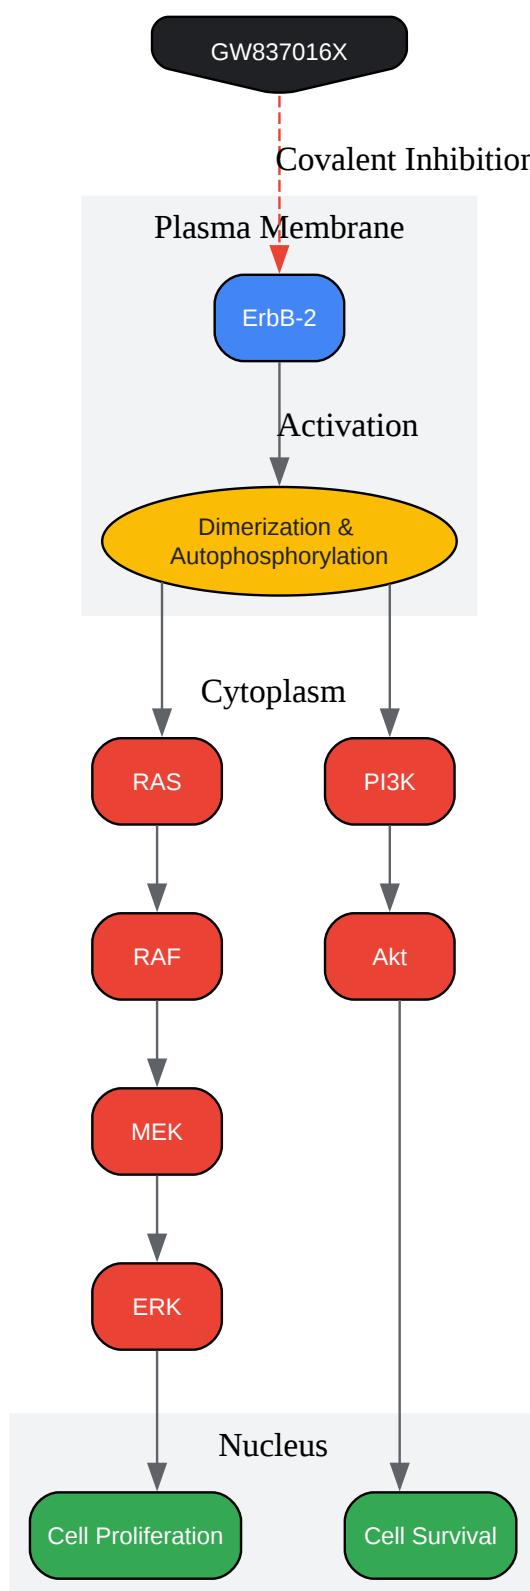 GW837016X
Covalent Inhibition
Plasma Membrane
ErbB-2
Activation
Dimerization &
Autophosphorylation
Cytoplasm
RAS
PI3K
RAF
Akt
MEK
ERK
Nucleus
Cell Proliferation
Cell Survival